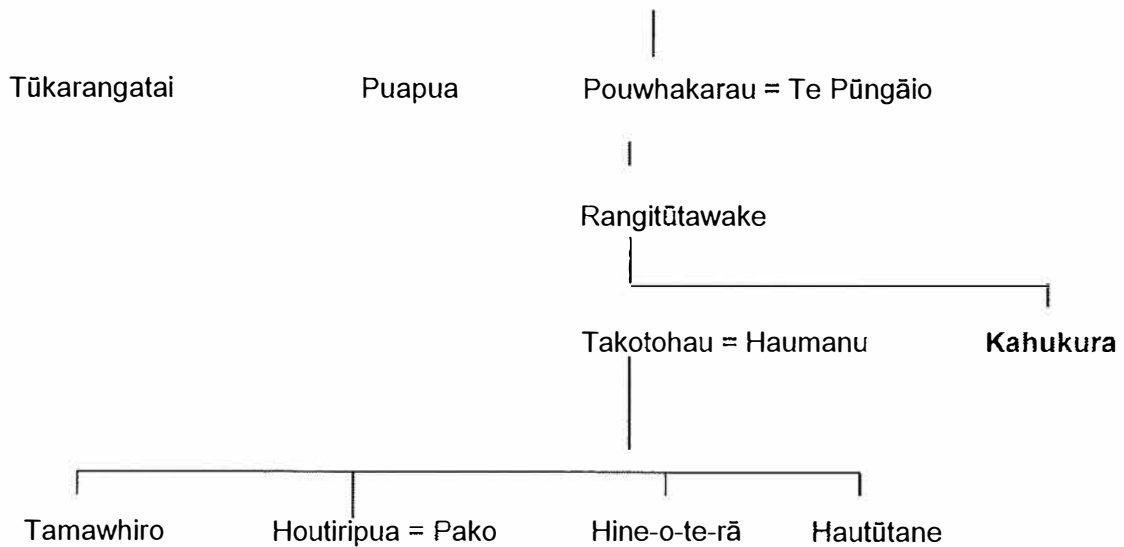 Tūkarangatai Puapua Pouwhakarau = Te Pūngāio
Rangitūtawake
Takotohau = Haumanu Kahukura
Tamawhiro Houtiripua = Pako Hine-o-te-rā Hautūtane